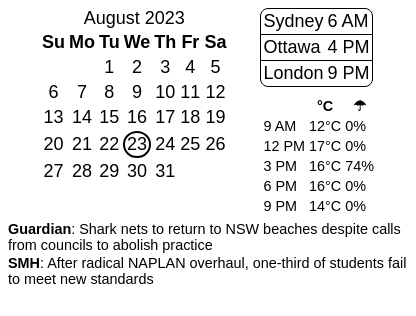 August 2023
Su Mo Tu We Th Fr Sa
1 2 3 4 5
6 7 8 9 10 11 12
13 14 15 16 17 18 19
20 21 22 23 24 25 26
27 28 29 30 31
Sydney 6 AM
Ottawa 4 PM
London 9 PM
°C ☂
9 AM 12°C 0%
12 PM 17°C 0%
3 PM 16°C 74%
6 PM 16°C 0%
9 PM 14°C 0%
Guardian: Shark nets to return to NSW beaches despite calls
from councils to abolish practice
SMH: After radical NAPLAN overhaul, one-third of students fail
to meet new standards